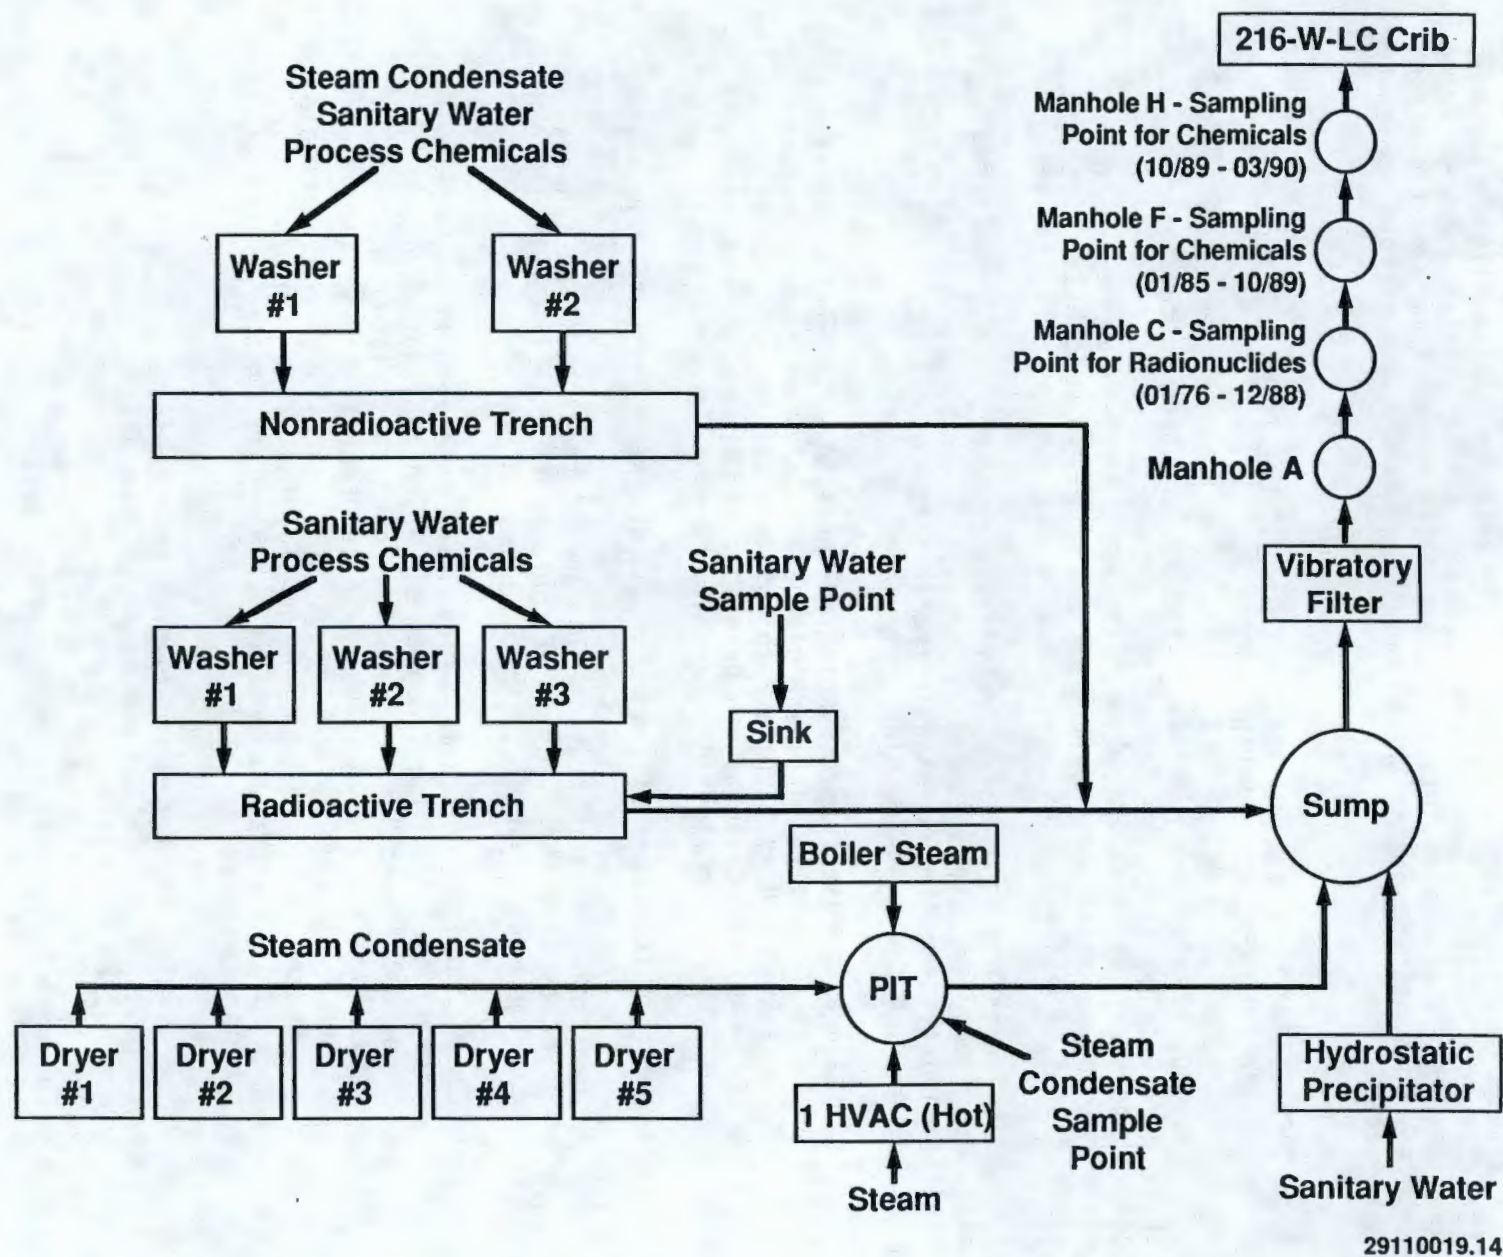 216-W-LC Crib
Steam Condensate
Sanitary Water
Process Chemicals
Manhole H - Sampling
Point for Chemicals
(10/89 - 03/90)
Manhole F - Sampling
Point for Chemicals
(01/85 - 10/89)
Washer
#1
Washer
#2
Manhole C - Sampling
Point for Radionuclides
(01/76 - 12/88)
Nonradioactive Trench
Manhole A
Sanitary Water
Process Chemicals
Sanitary Water
Sample Point
Vibratory
Filter
Washer
#1
Washer
#2
Washer
#3
Sink
Radioactive Trench
Sump
Boiler Steam
Steam Condensate
PIT
Dryer
#1
Dryer
#2
Dryer
#3
Dryer
#4
Dryer
#5
1 HVAC (Hot)
Steam
Steam
Condensate
Sample
Point
Hydrostatic
Precipitator
Sanitary Water
29110019.14